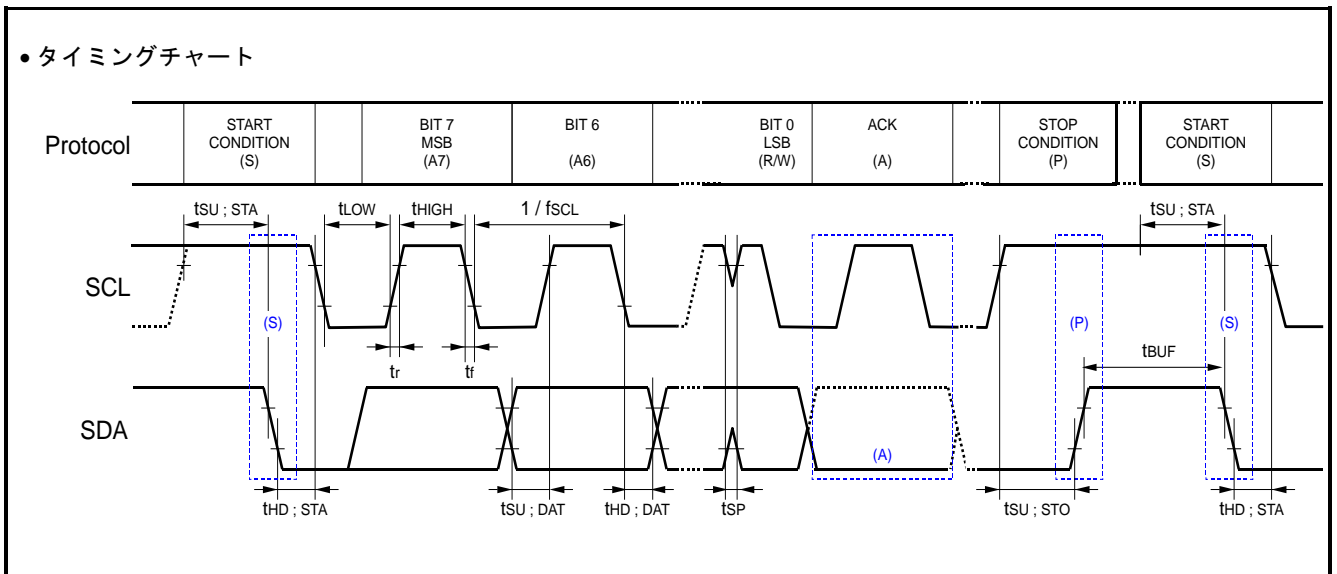 • タイミングチャート
Protocol
START
CONDITION
(S)
BIT 7
MSB
(A7)
BIT 6
(A6)
BIT 0
LSB
(R/W)
ACK
(A)
STOP
CONDITION
(P)
START
CONDITION
(S)
tSU ; STA
tLOW
tHIGH
1 / fSCL
tSU ; STA
SCL
(S)
(P)
(S)
tr
tf
tBUF
SDA
(A)
tHD ; STA
tSU ; DAT
tHD ; DAT
tSP
tSU ; STO
tHD ; STA